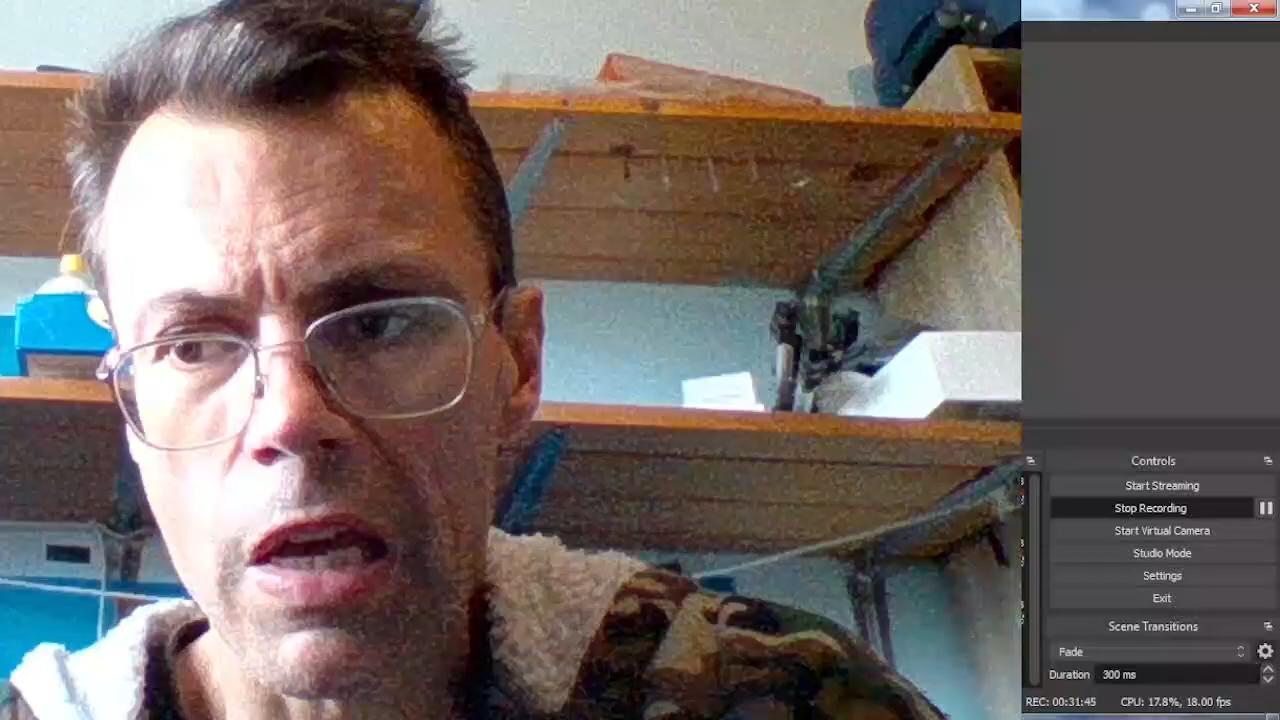 Controls
Start Streaming
Stop Recording
Start Virtual Camera
Studio Mode
Settings
Exit
Scene Transitions
Fade
Duration 300 ms
REC: 00:31:45 CPU: 17.8%, 18.00 fps